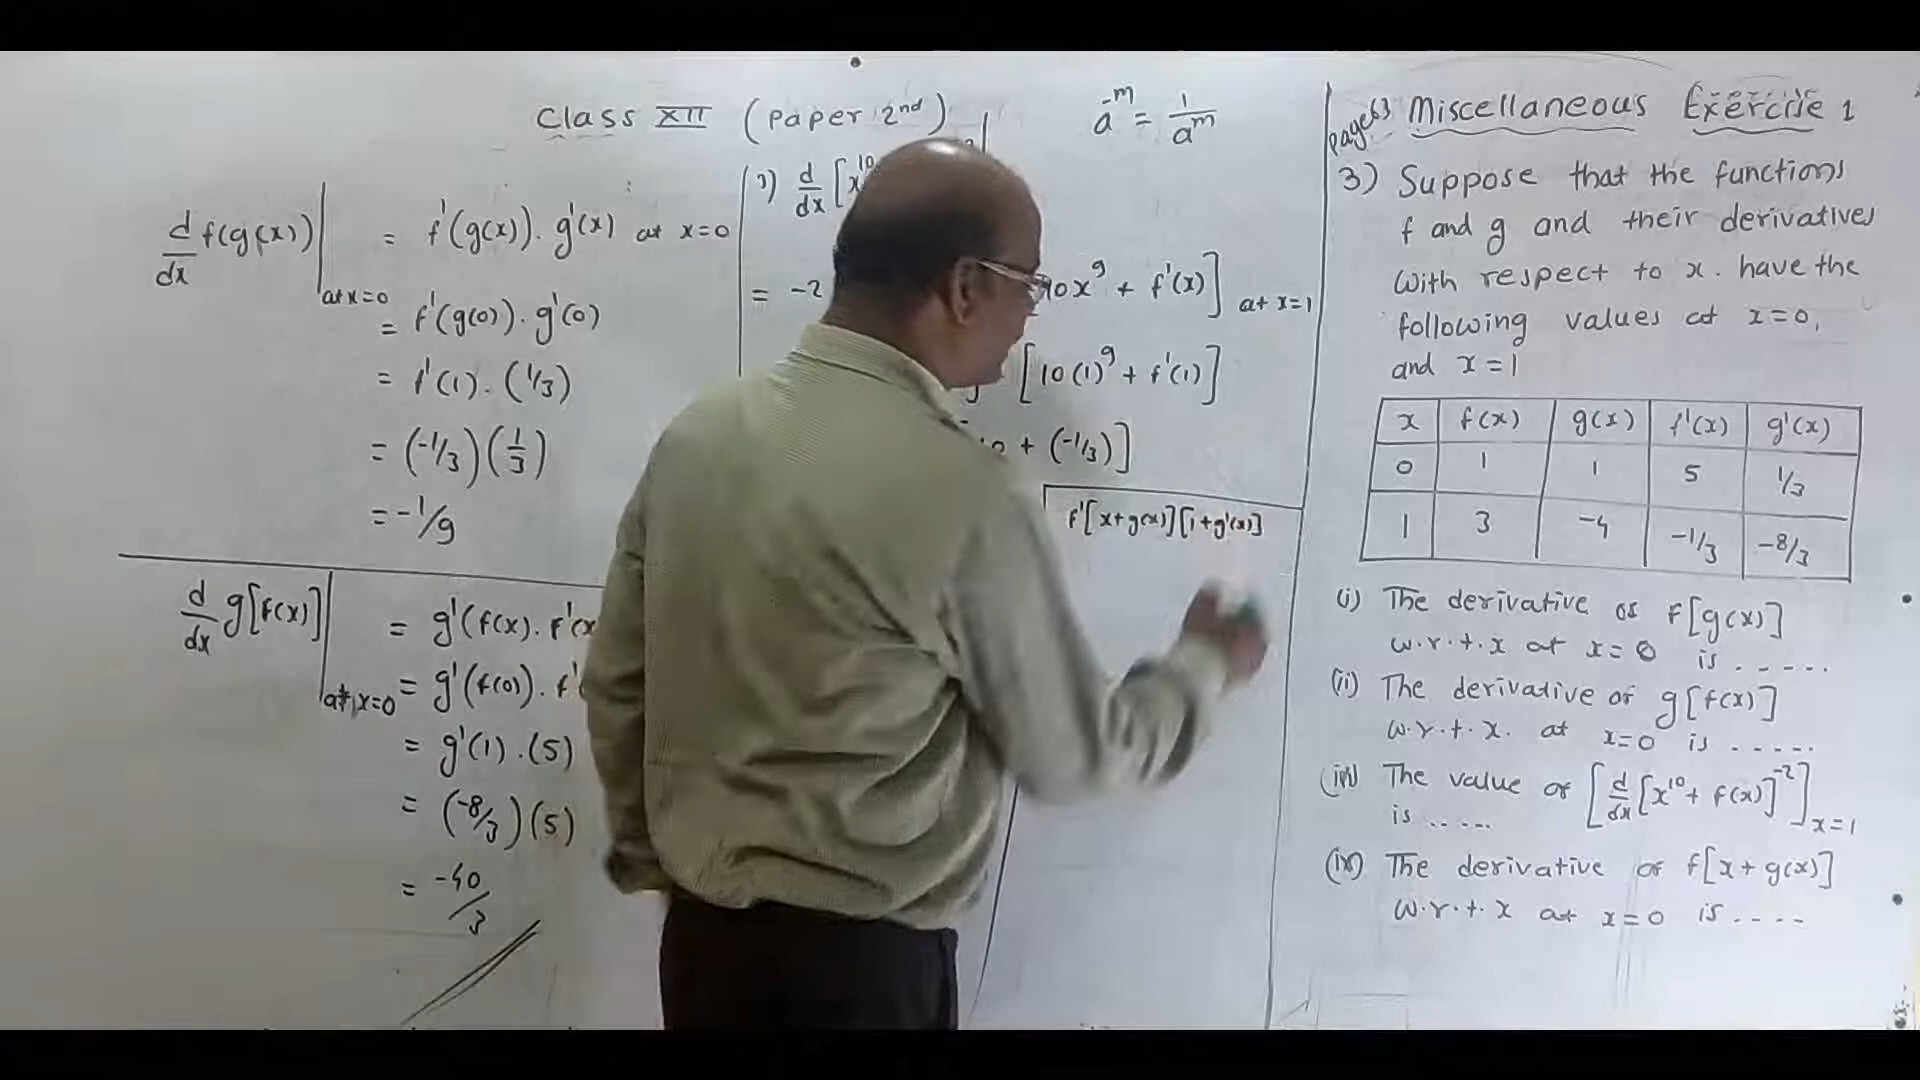 Class XII (Paper 2nd)
d/dx f(g(x))| at x=0 = f'(g(x)). g'(x) at x=0
= f'(g(0)). g'(0)
= f'(1). (1/3)
= (-1/3)(1/3)
= -1/9
d/dx g[f(x)]| at x=0 = g'(f(x). f'(x
= g'(f(0)). f'(
= g'(1).(5)
= (-8/3)(5)
= -40/3
a^-m = 1/a^m
3) d/dx [x^10
= -2 10x^9 + f'(x)] at x=1
[10(1)^9 + f'(1)]
+ (-1/3)]
f'[x+g(x)][1+g'(x)]
Page 63 Miscellaneous Exercise 1
3) Suppose that the functions
f and g and their derivatives
with respect to x. have the
following values at x=0,
and x=1
x f(x) g(x) f'(x) g'(x)
0 1 1 5 1/3
1 3 -4 -1/3 -8/3
(i) The derivative of f[g(x)]
w.r.t. x at x=0 is .....
(ii) The derivative of g[f(x)]
w.r.t. x. at x=0 is .....
The value of [d/dx [x^10 + f(x)]^-2] x=1
is .....
The derivative of f[x+g(x)]
w.r.t. x at x=0 is ....